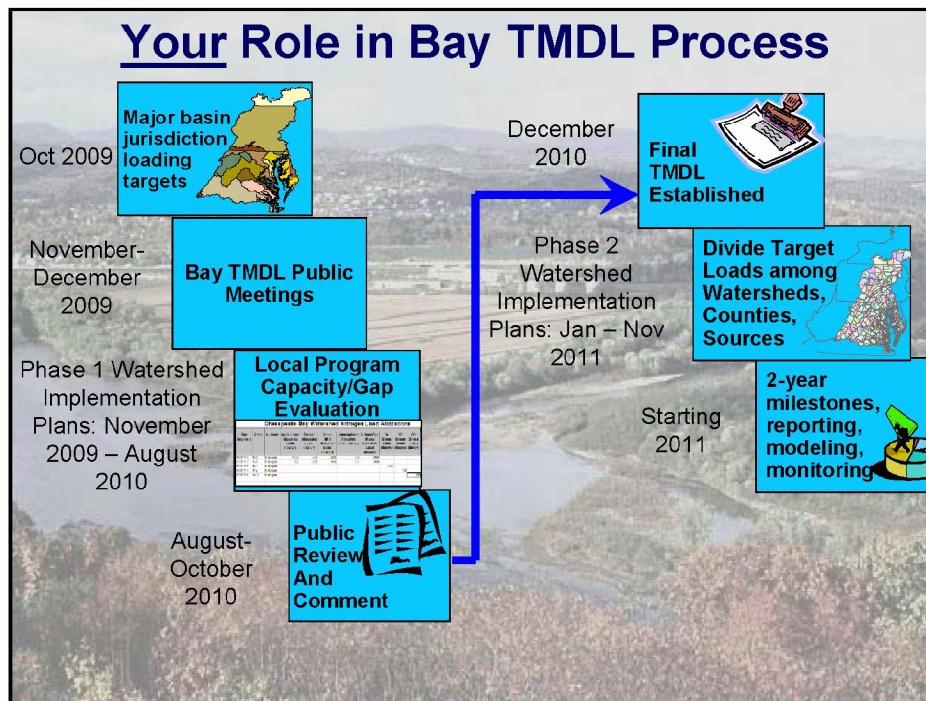 Your Role in Bay TMDL Process
Oct 2009
Major basin
jurisdiction
loading
targets
November-
December
2009
Bay TMDL Public
Meetings
Phase 1 Watershed
Implementation
Plans: November
2009 – August
2010
Local Program
Capacity/Gap
Evaluation
Chesapeake Bay Watershed Nitrogen Load Allocations
August-
October
2010
Public
Review
And
Comment
December
2010
Final
TMDL
Established
Phase 2
Watershed
Implementation
Plans: Jan – Nov
2011
Divide Target
Loads among
Watersheds,
Counties,
Sources
Starting
2011
2-year
milestones,
reporting,
modeling,
monitoring